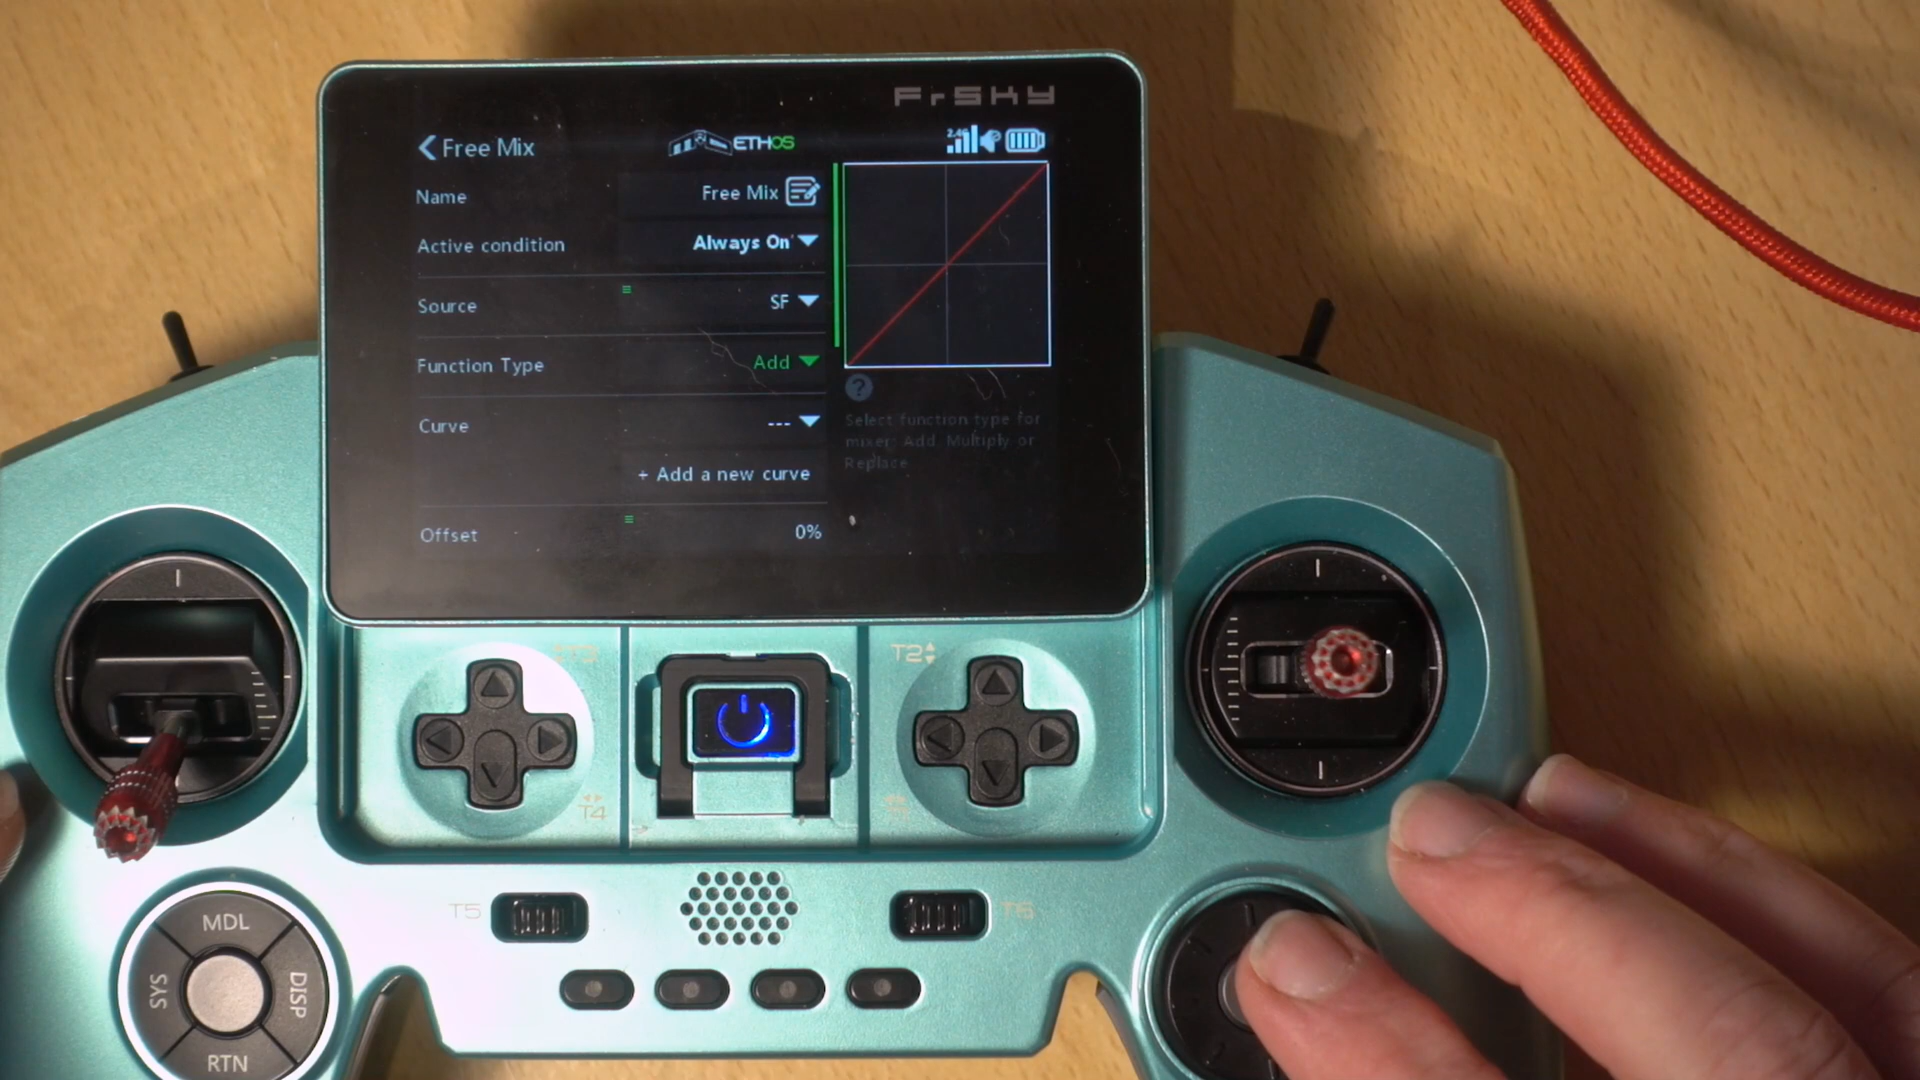 FrSKY
Free Mix
ETHOS
2.4G
Name
Free Mix
Active condition
Always On
Source
SF
Function Type
Add
Curve
---
+ Add a new curve
Offset
0%
?
Select function type for
mixer: Add, Multiply or
Replace
T2
T4
T5
T6
MDL
SYS
DISP
RTN